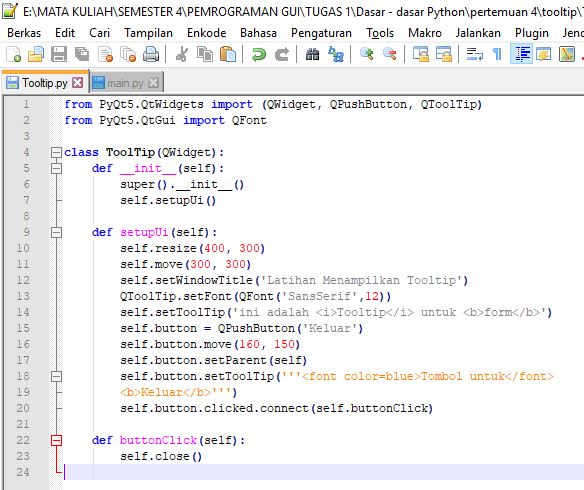 E:\MATA KULIAH\SEMESTER 4\PEMROGRAMAN GUI\TUGAS 1\Dasar - dasar Python\pertemuan 4\tooltip\
Berkas Edit Cari Tampilan Enkode Bahasa Pengaturan Tools Makro Jalankan Plugin
Tooltip.py main.py
1 from PyQt5.QtWidgets import (QWidget, QPushButton, QToolTip)
2 from PyQt5.QtGui import QFont
3
4 class ToolTip(QWidget):
5 def __init__(self):
6 super().__init__()
7 self.setupUi()
8
9 def setupUi(self):
10 self.resize(400, 300)
11 self.move(300, 300)
12 self.setWindowTitle('Latihan Menampilkan Tooltip')
13 QToolTip.setFont(QFont('SansSerif',12))
14 self.setToolTip('ini adalah <i>Tooltip</i> untuk <b>form</b>')
15 self.button = QPushButton('Keluar')
16 self.button.move(160, 150)
17 self.button.setParent(self)
18 self.button.setToolTip('''<font color=blue>Tombol untuk</font>
19 <b>Keluar</b>''')
20 self.button.clicked.connect(self.buttonClick)
21
22 def buttonClick(self):
23 self.close()
24